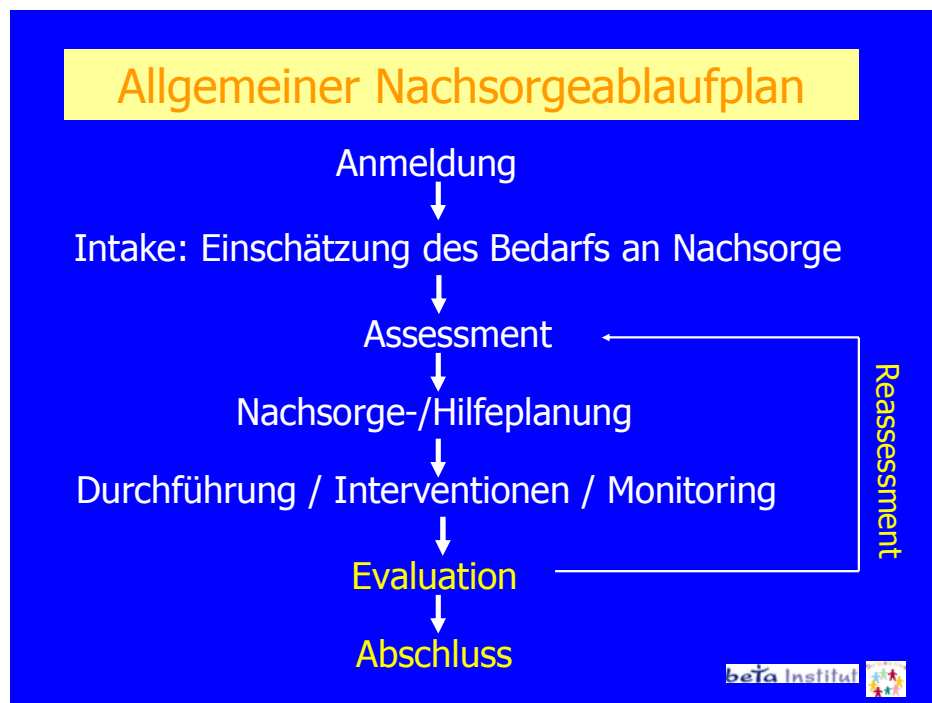 Allgemeiner Nachsorgeablaufplan
Anmeldung
Intake: Einschätzung des Bedarfs an Nachsorge
Assessment
Nachsorge-/Hilfeplanung
Durchführung / Interventionen / Monitoring
Evaluation
Abschluss
Reassessment
beta Institut